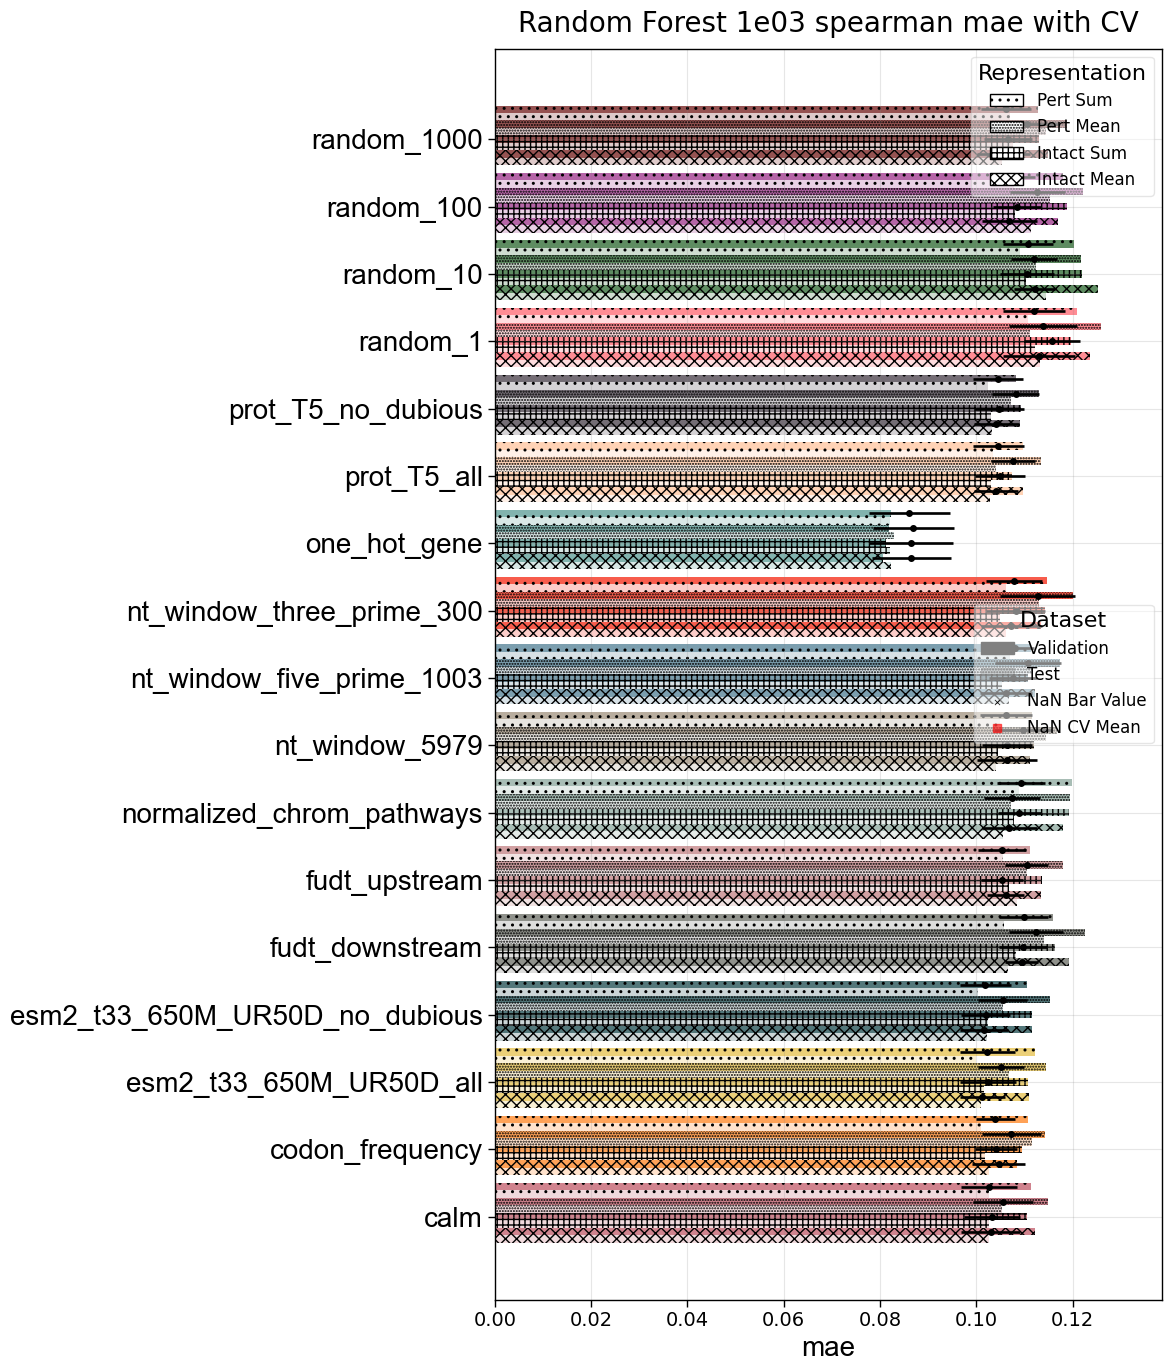 Random Forest 1e03 spearman mae with CV
Representation
Pert Sum
Pert Mean
Intact Sum
Intact Mean
random_1000
random_100
random_10
random_1
prot_T5_no_dubious
prot_T5_all
one_hot_gene
nt_window_three_prime_300
Dataset
Validation
Test
NaN Bar Value
NaN CV Mean
nt_window_five_prime_1003
nt_window_5979
normalized_chrom_pathways
fudt_upstream
fudt_downstream
esm2_t33_650M_UR50D_no_dubious
esm2_t33_650M_UR50D_all
codon_frequency
calm
0.00 0.02 0.04 0.06 0.08 0.10 0.12
mae